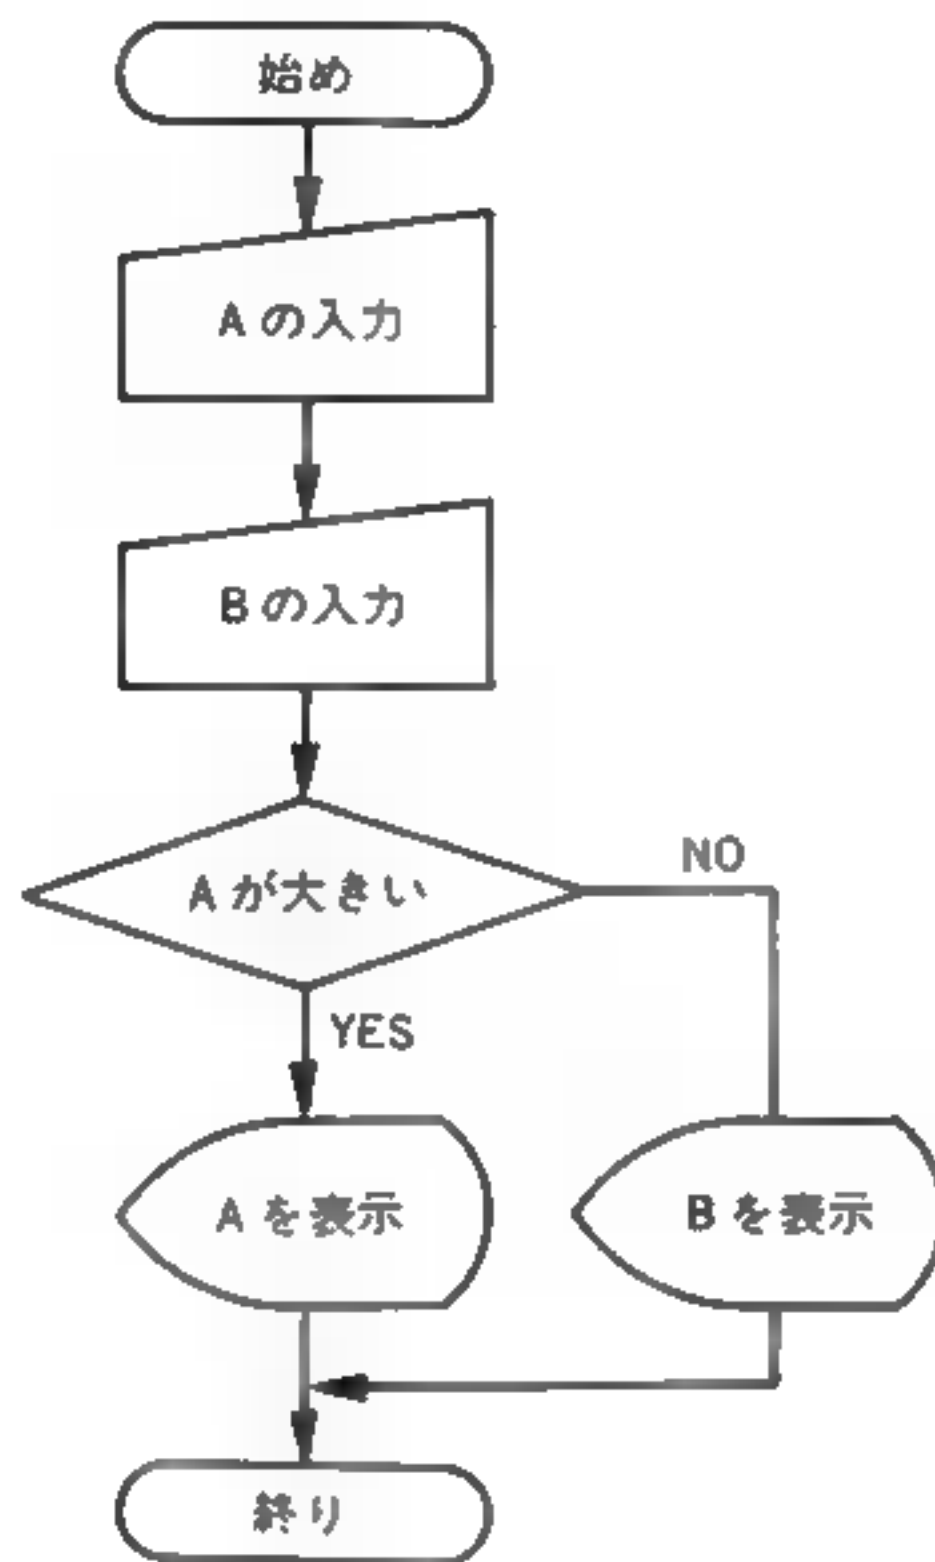 始め
Aの入力
Bの入力
Aが大きい
NO
YES
Aを表示
Bを表示
終り